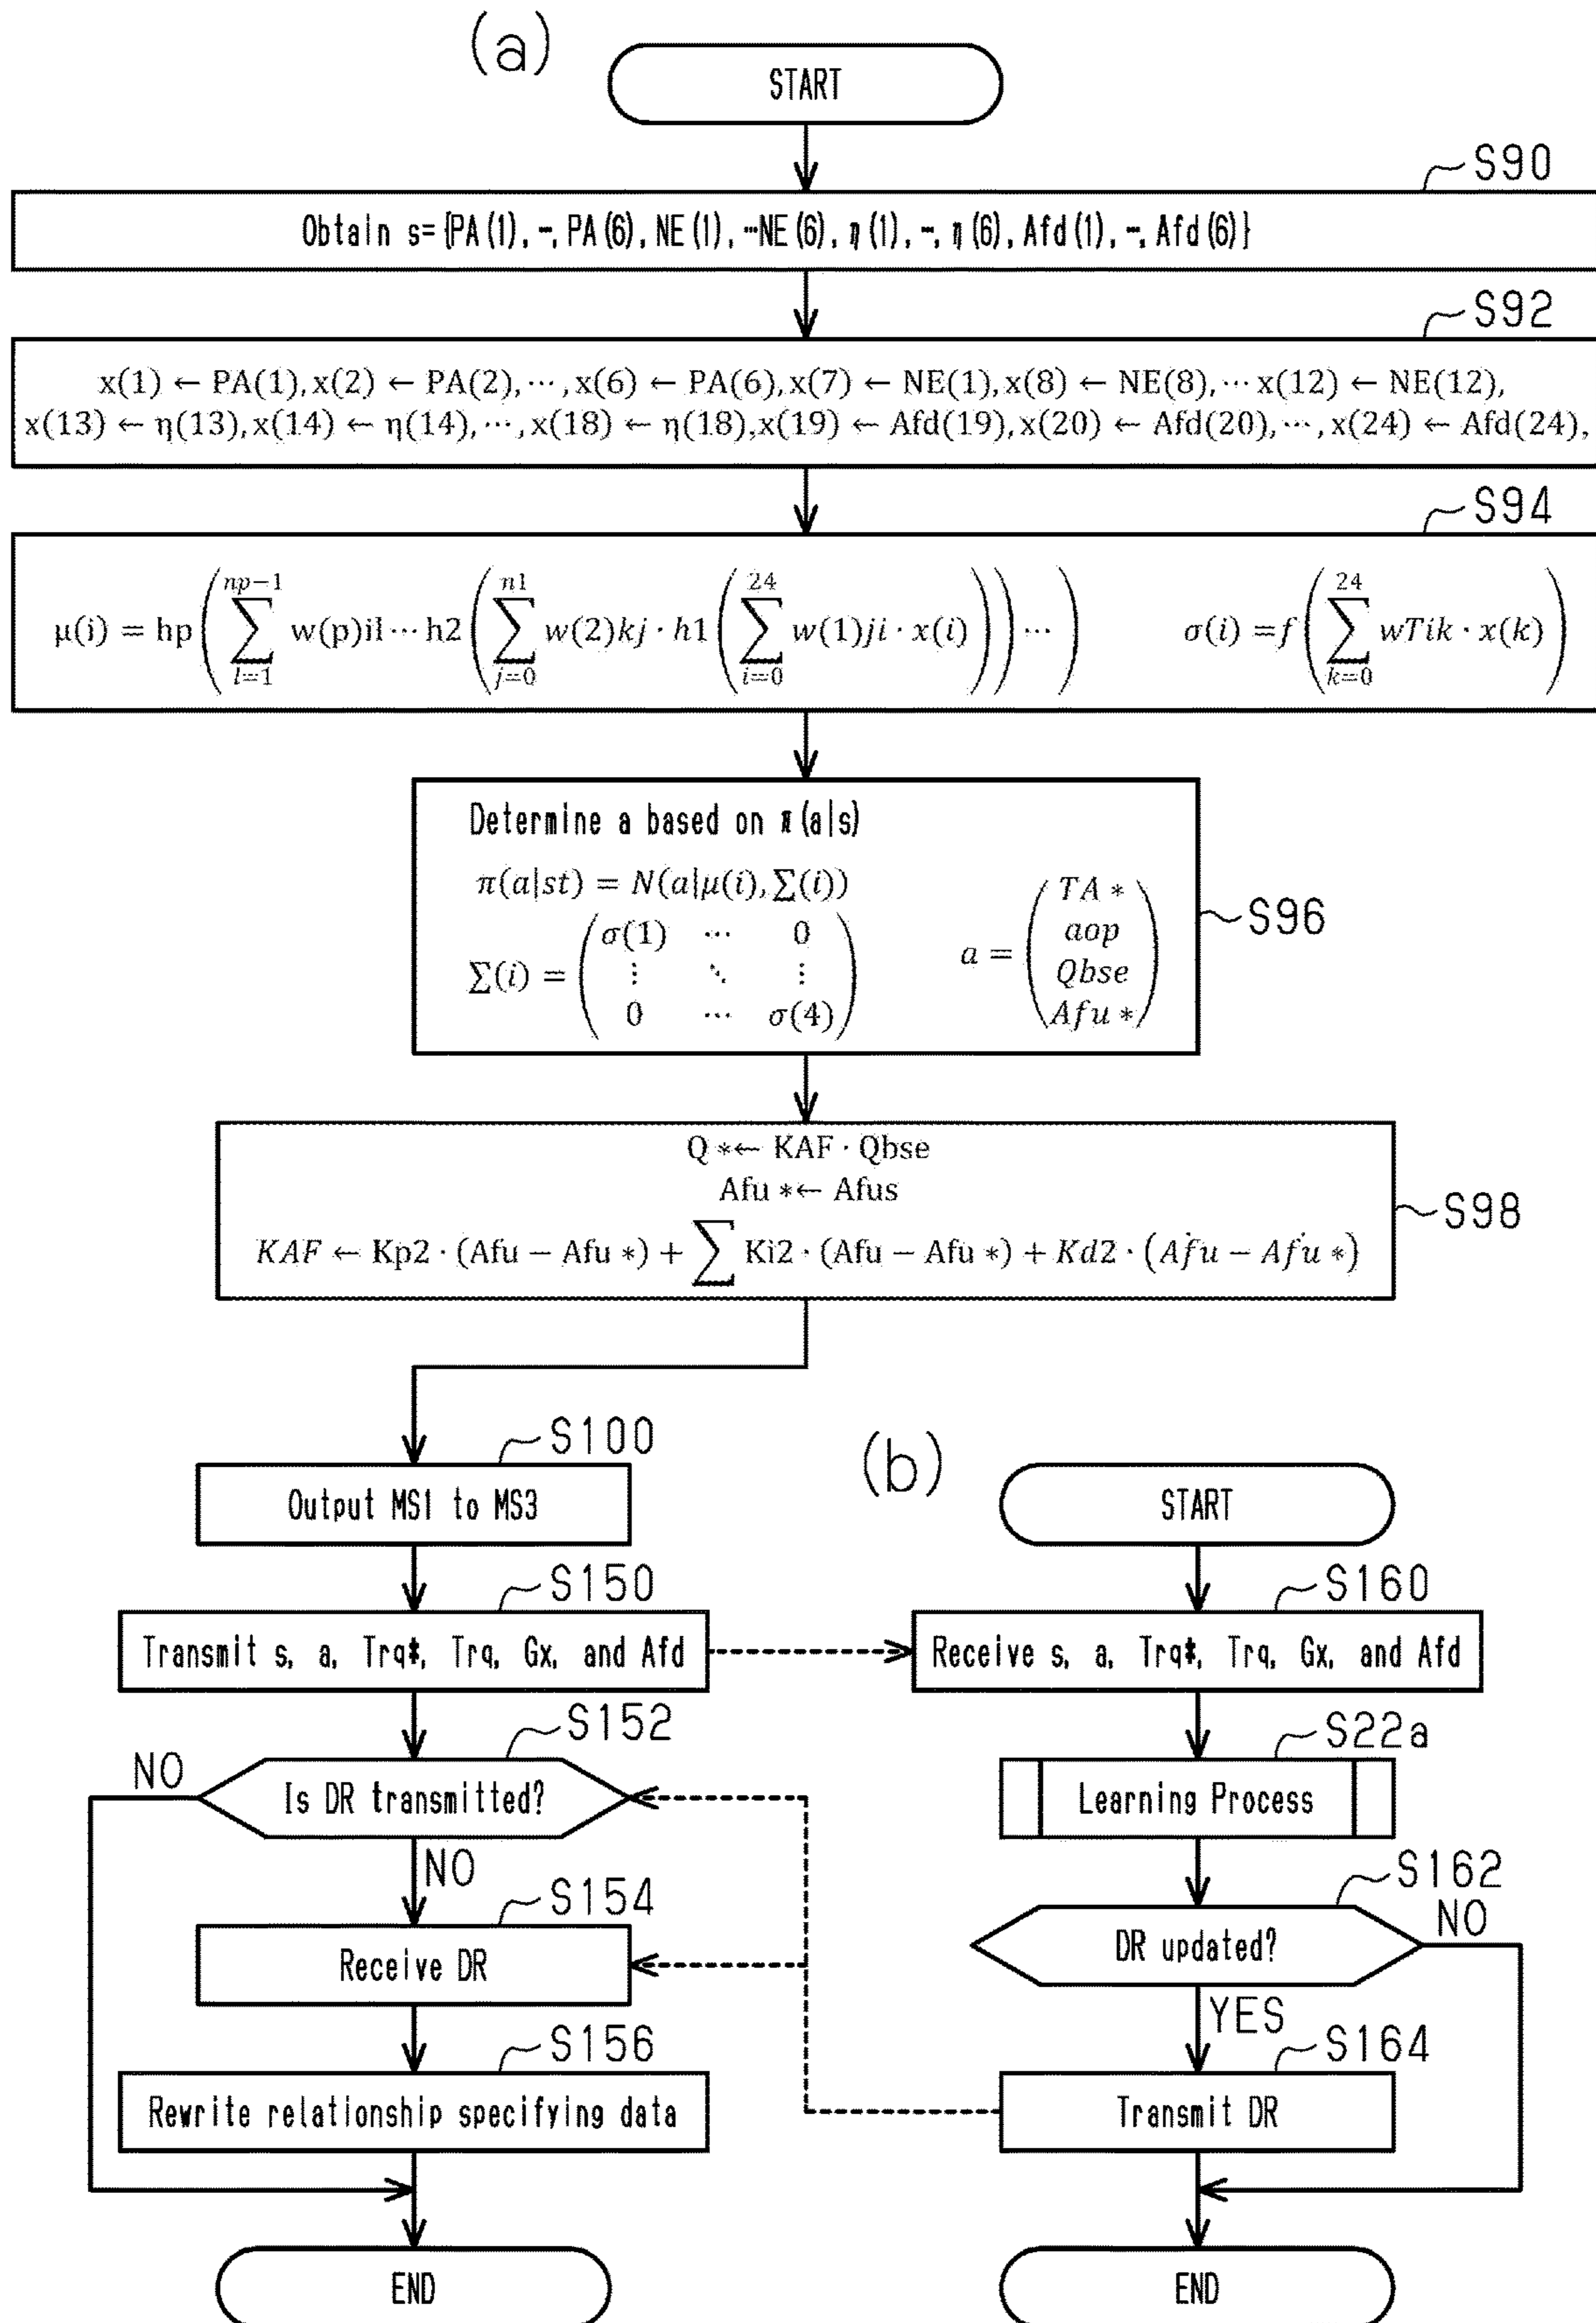 (a)
START
S90
Obtain s={PA(1), ⋯, PA(6), NE(1), ⋯NE(6), η(1), ⋯, η(6), Afd(1), ⋯, Afd(6)}
S92
x(1) ← PA(1), x(2) ← PA(2), ⋯ , x(6) ← PA(6), x(7) ← NE(1), x(8) ← NE(8), ⋯ x(12) ← NE(12),
x(13) ← η(13), x(14) ← η(14), ⋯ , x(18) ← η(18), x(19) ← Afd(19), x(20) ← Afd(20), ⋯ , x(24) ← Afd(24),
S94
μ(i) = hp(∑_{l=1}^{np−1} w(p)il ⋯ h2(∑_{j=0}^{n1} w(2)kj · h1(∑_{i=0}^{24} w(1)ji · x(i))) ⋯ ) σ(i) = f(∑_{k=0}^{24} wTik · x(k))
Determine a based on π(a|s)
π(a|st) = N(a|μ(i), ∑(i))
∑(i) = (σ(1) ⋯ 0
⋮ ⋱ ⋮
0 ⋯ σ(4))
a = (TA *
aop
Qbse
Afu *)
S96
Q *← KAF · Qbse
Afu *← Afus
KAF ← Kp2 · (Afu − Afu *) + ∑ Ki2 · (Afu − Afu *) + Kd2 · (Aḟu − Aḟu *)
S98
S100
Output MS1 to MS3
S150
Transmit s, a, Trq*, Trq, Gx, and Afd
S152
NO
Is DR transmitted?
NO
S154
Receive DR
S156
Rewrite relationship specifying data
END
(b)
START
S160
Receive s, a, Trq*, Trq, Gx, and Afd
S22a
Learning Process
S162
NO
DR updated?
YES
S164
Transmit DR
END